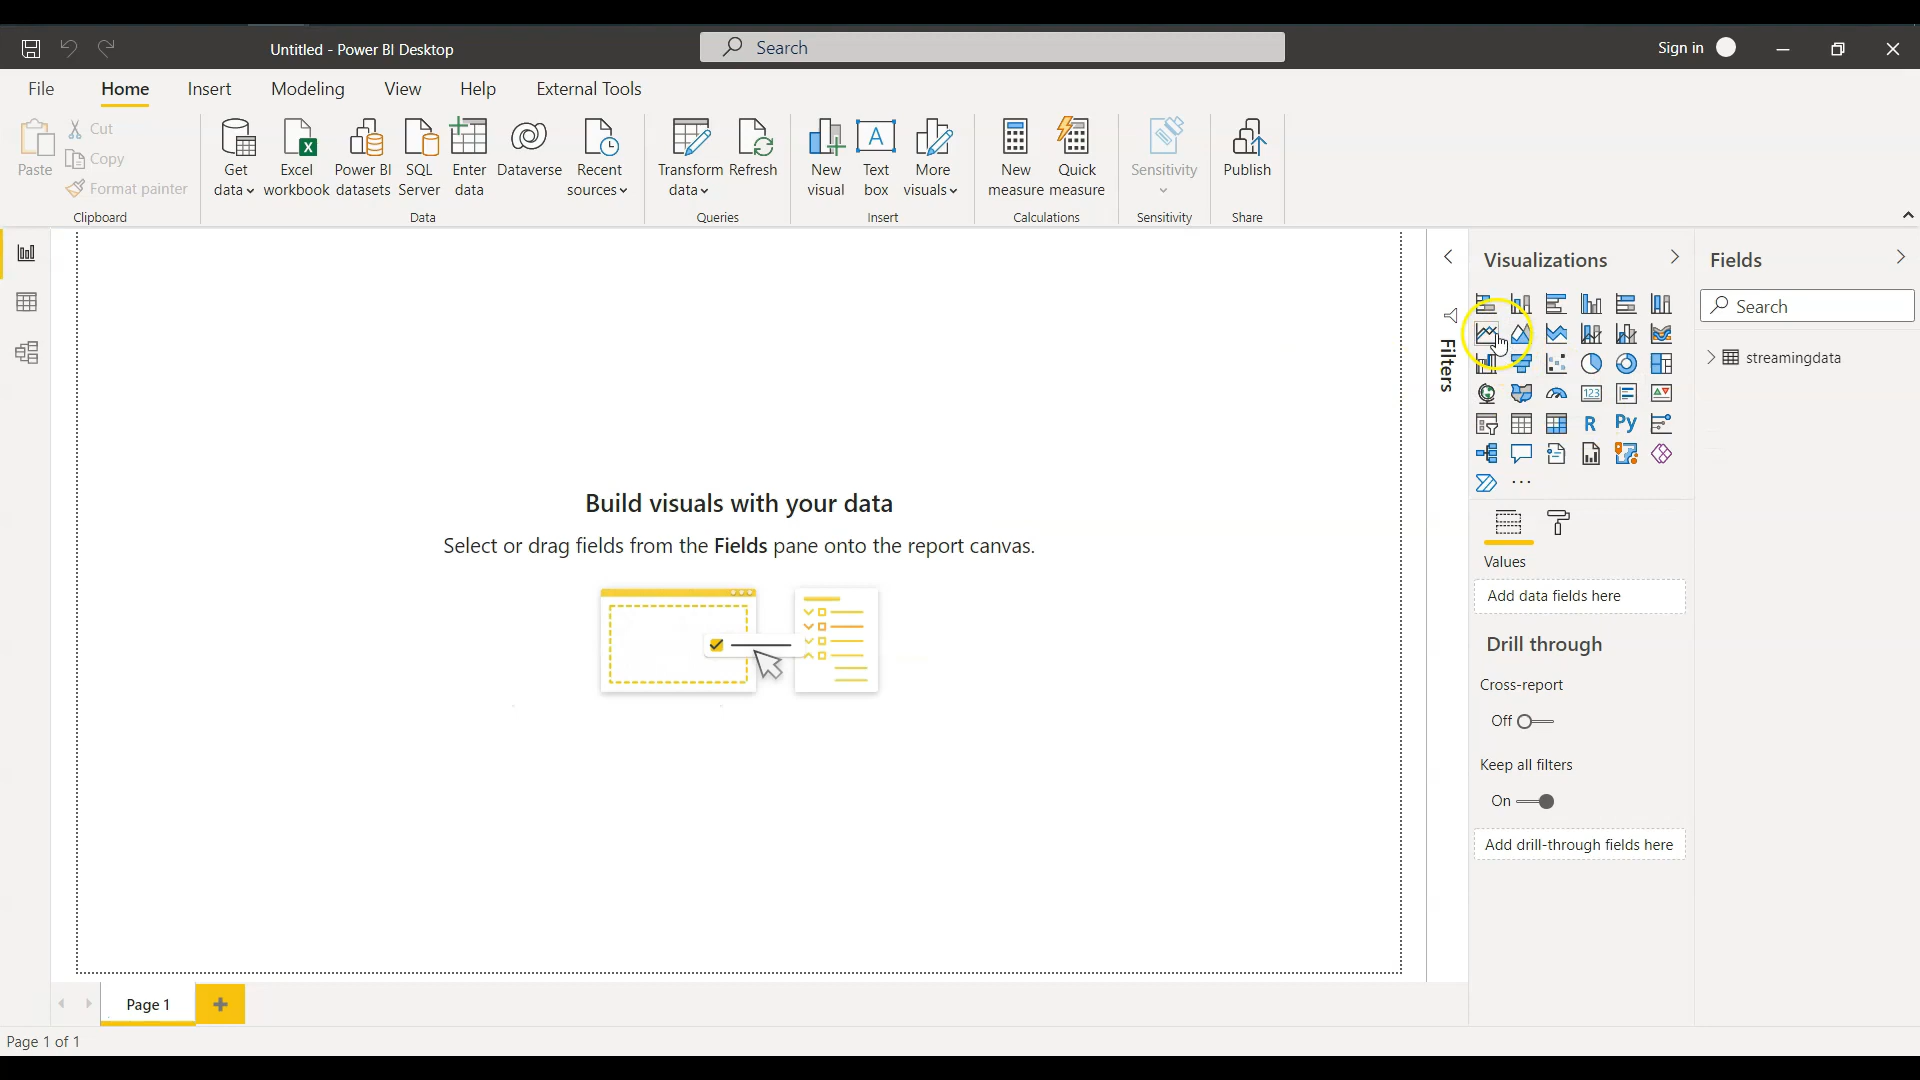 Untitled - Power BI Desktop
Search
Sign in
File
Home
Insert
Modeling
View
Help
External Tools
Paste
Cut
Copy
Format painter
Clipboard
Get data
Excel workbook
Power BI datasets
SQL Server
Enter data
Dataverse
Recent sources
Data
Transform data
Refresh
Queries
New visual
Text box
More visuals
Insert
New measure
Quick measure
Calculations
Sensitivity
Sensitivity
Publish
Share
Filters
Visualizations
123
R
Py
Values
Add data fields here
Drill through
Cross-report
Off
Keep all filters
On
Add drill-through fields here
Fields
Search
streamingdata
Build visuals with your data
Select or drag fields from the Fields pane onto the report canvas.
Page 1
Page 1 of 1